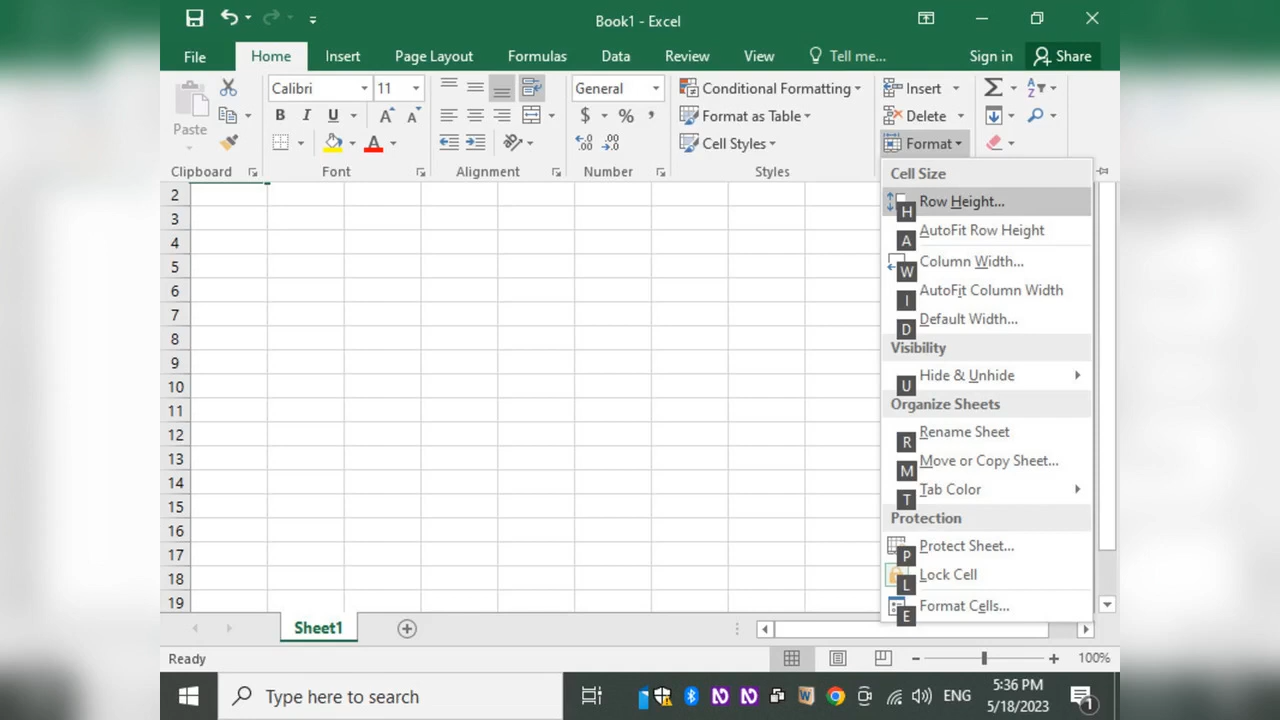 Book1 - Excel
File Home Insert Page Layout Formulas Data Review View Tell me... Sign in Share
Calibri 11 General Conditional Formatting Insert
Paste B I U $ % , Format as Table Delete
Cell Styles Format
Clipboard Font Alignment Number Styles
Cell Size
H Row Height...
A AutoFit Row Height
W Column Width...
I AutoFit Column Width
D Default Width...
Visibility
U Hide & Unhide
Organize Sheets
R Rename Sheet
M Move or Copy Sheet...
T Tab Color
Protection
P Protect Sheet...
L Lock Cell
E Format Cells...
2
3
4
5
6
7
8
9
10
11
12
13
14
15
16
17
18
19
Sheet1
Ready 100%
Type here to search ENG 5:36 PM
5/18/2023 1